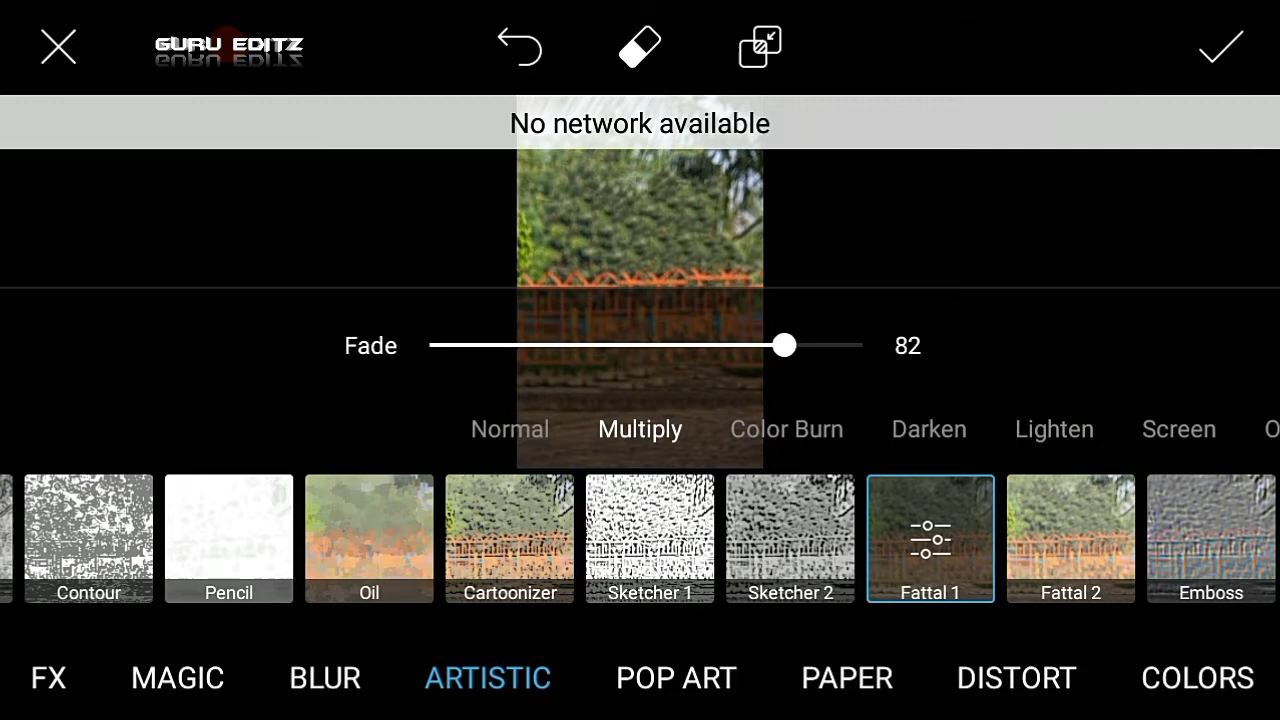 GURU EDITZ
No network available
Fade 82
Normal Multiply Color Burn Darken Lighten Screen O
Contour Pencil Oil Cartoonizer Sketcher 1 Sketcher 2 Fattal 1 Fattal 2 Emboss
FX MAGIC BLUR ARTISTIC POP ART PAPER DISTORT COLORS